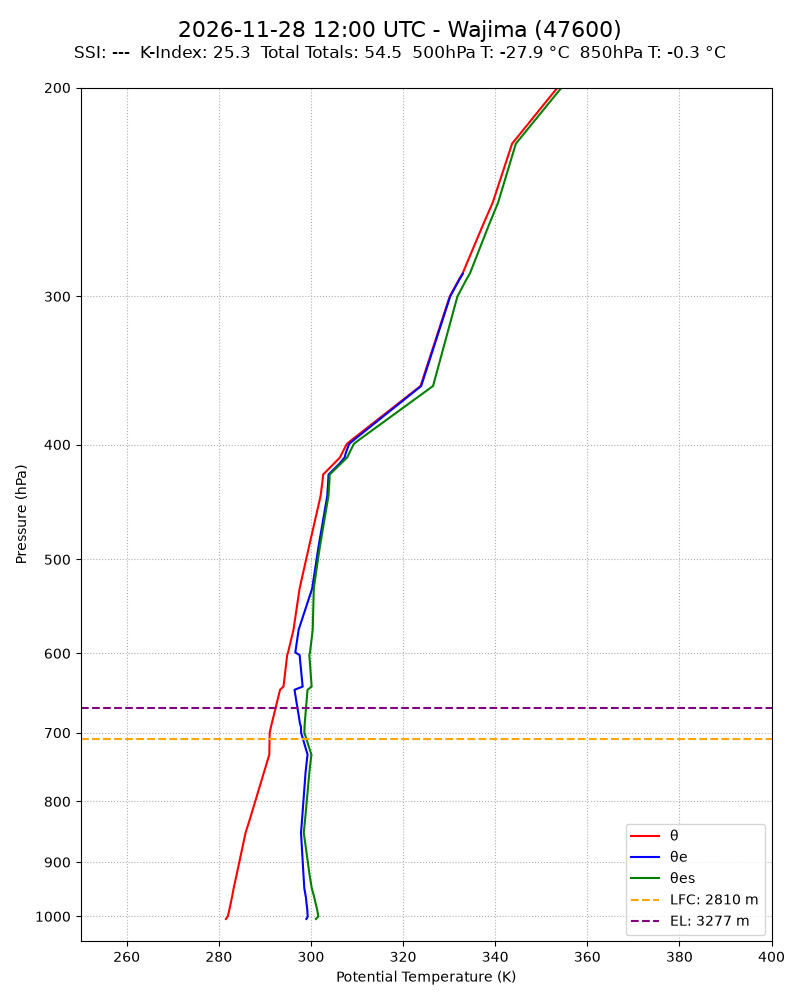 2026-11-28 12:00 UTC - Wajima (47600)
SSI: ---  K-Index: 25.3  Total Totals: 54.5  500hPa T: -27.9 °C  850hPa T: -0.3 °C
200
300
400
500
600
700
800
900
1000
Pressure (hPa)
θ
θe
θes
LFC: 2810 m
EL: 3277 m
260 280 300 320 340 360 380 400
Potential Temperature (K)